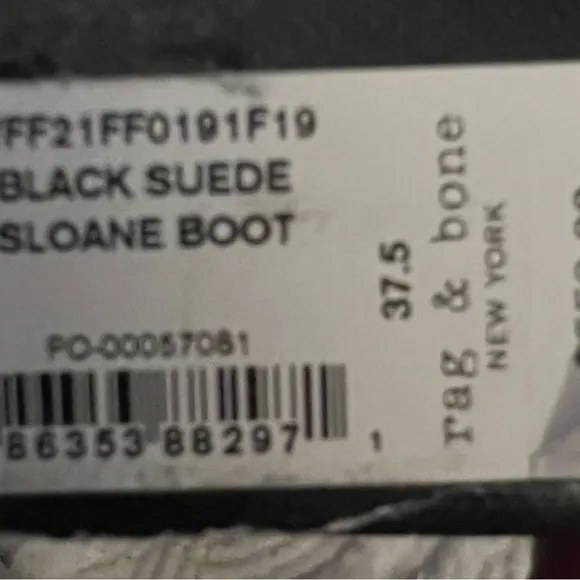 FF21FF0191F19
BLACK SUEDE
SLOANE BOOT
37.5
rag & bone
NEW YORK
PO-00057081
86353 88297 1